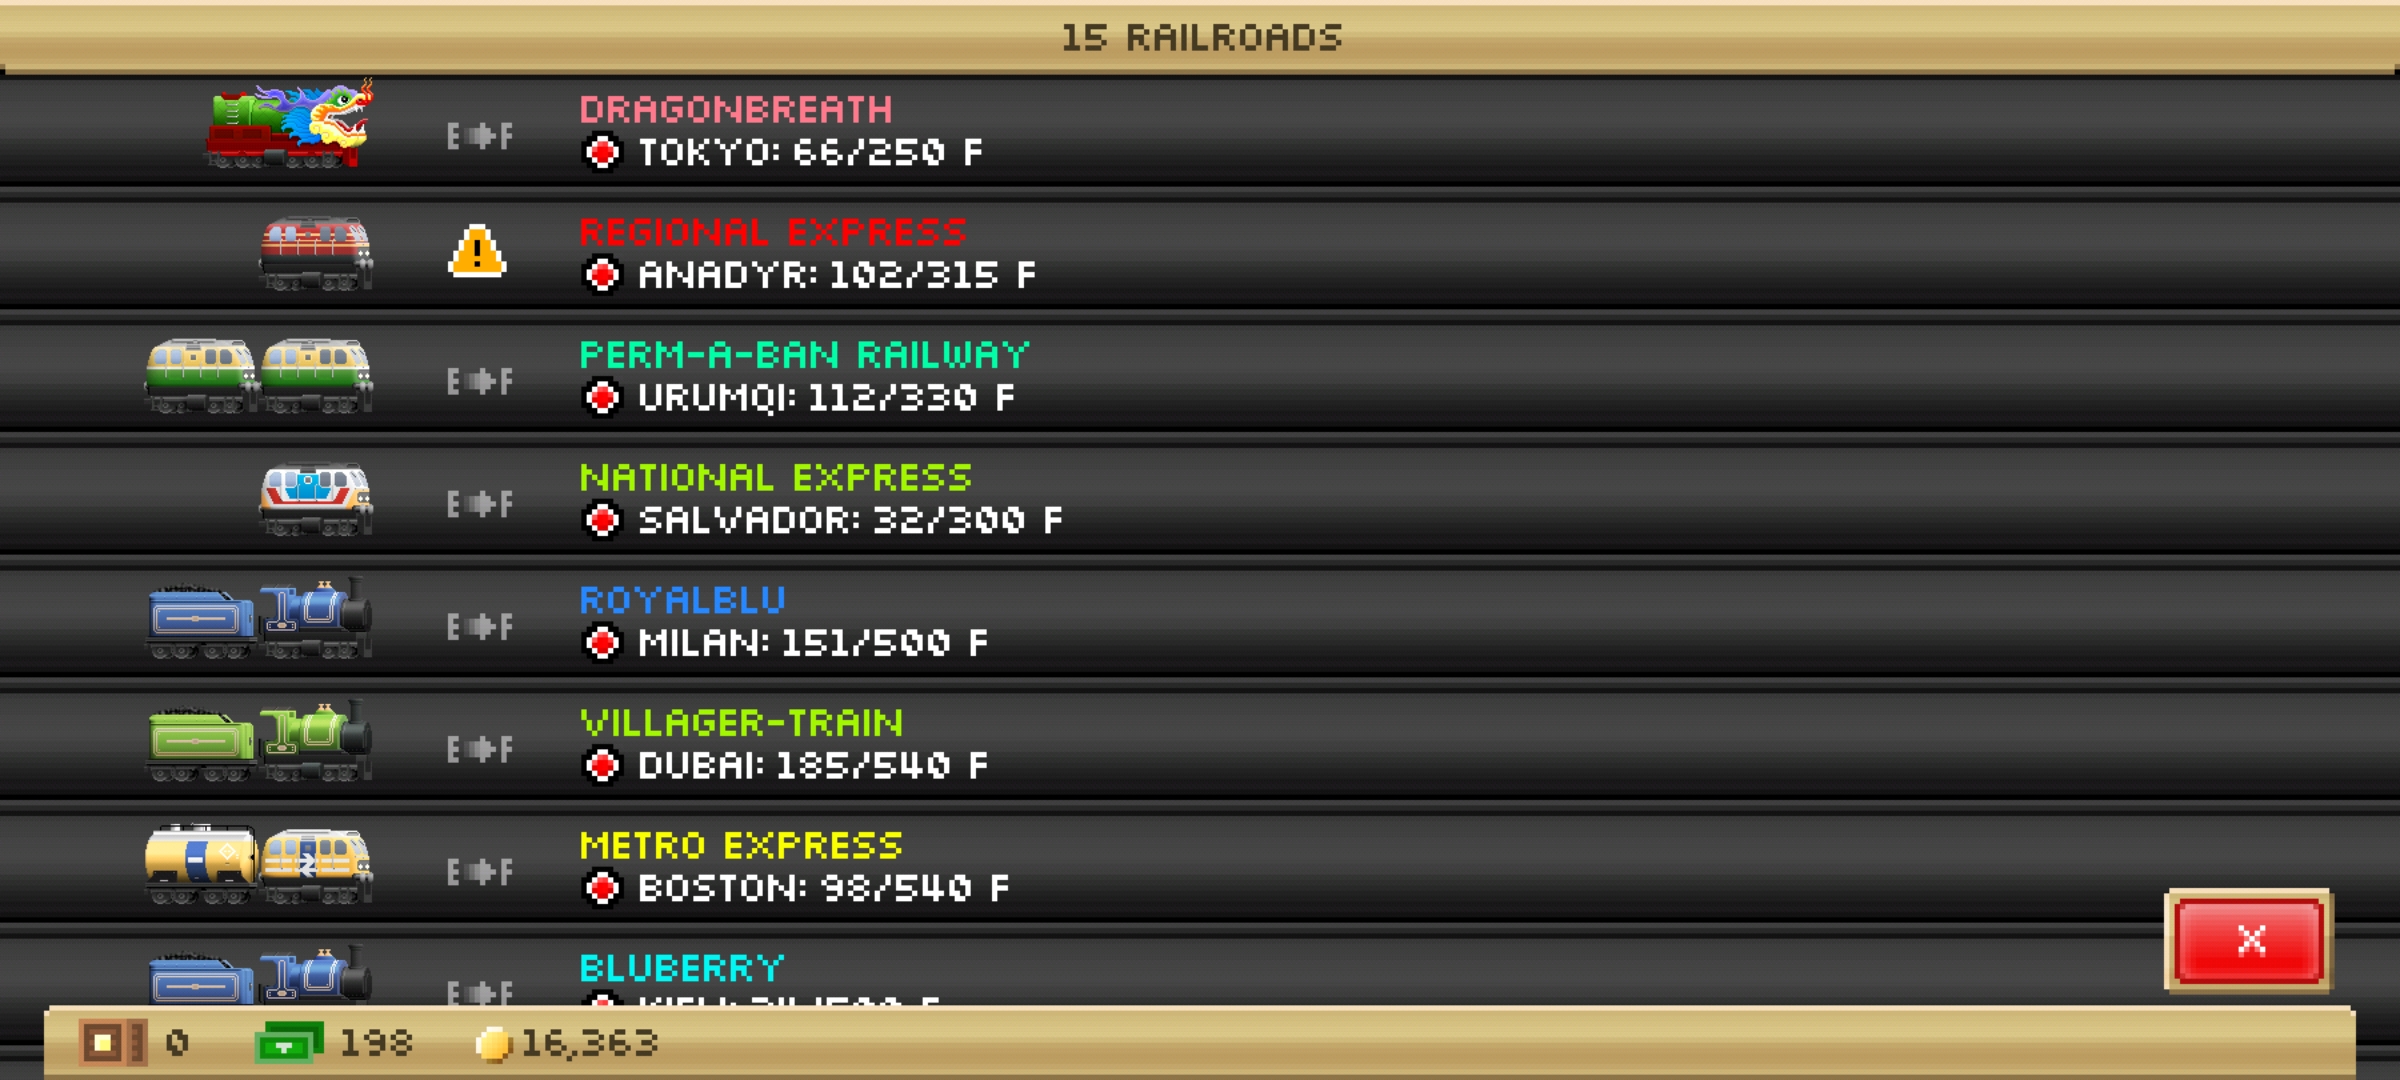 15 RAILROADS
DRAGONBREATH
E F
TOKYO: 66/250 F
REGIONAL EXPRESS
!
ANADYR: 102/315 F
PERM-A-BAN RAILWAY
E F
URUMQI: 112/330 F
NATIONAL EXPRESS
E F
SALVADOR: 32/300 F
ROYALBLU
E F
MILAN: 151/500 F
VILLAGER-TRAIN
E F
DUBAI: 185/540 F
METRO EXPRESS
E F
BOSTON: 98/540 F
X
BLUBERRY
E F
0 198 16,363